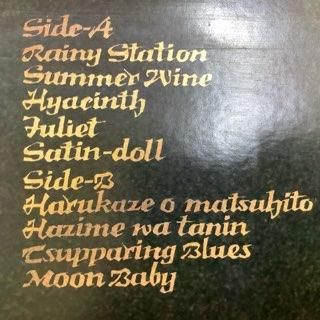 Side-A
Rainy Station
Summer Wine
Hyacinth
Juliet
Satin-doll
Side-B
Harukaze o matsuhito
Hazime wa tanin
Tsupparing Blues
Moon Baby